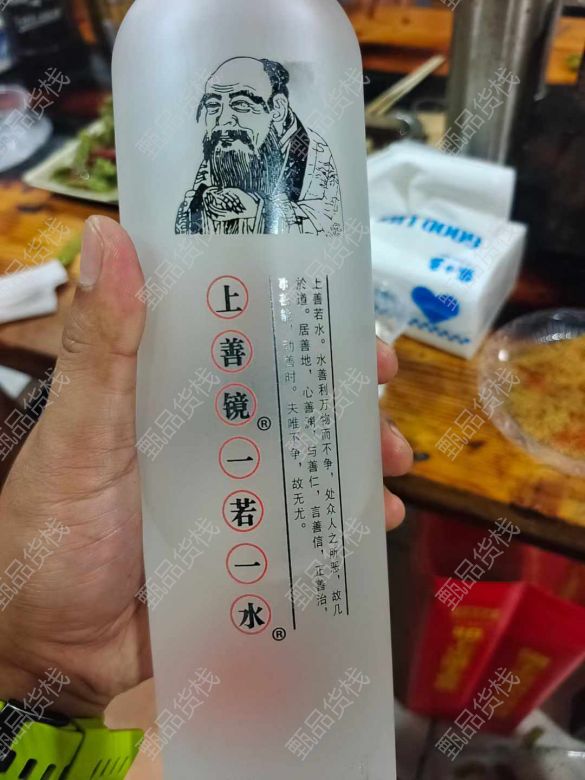 上善镜®一若一水®
上善若水。水善利万物而不争，处众人之所恶，故几
於道。居善地，心善渊，与善仁，言善信，正善治，
事善能，动善时。夫唯不争，故无尤。
甄品货栈